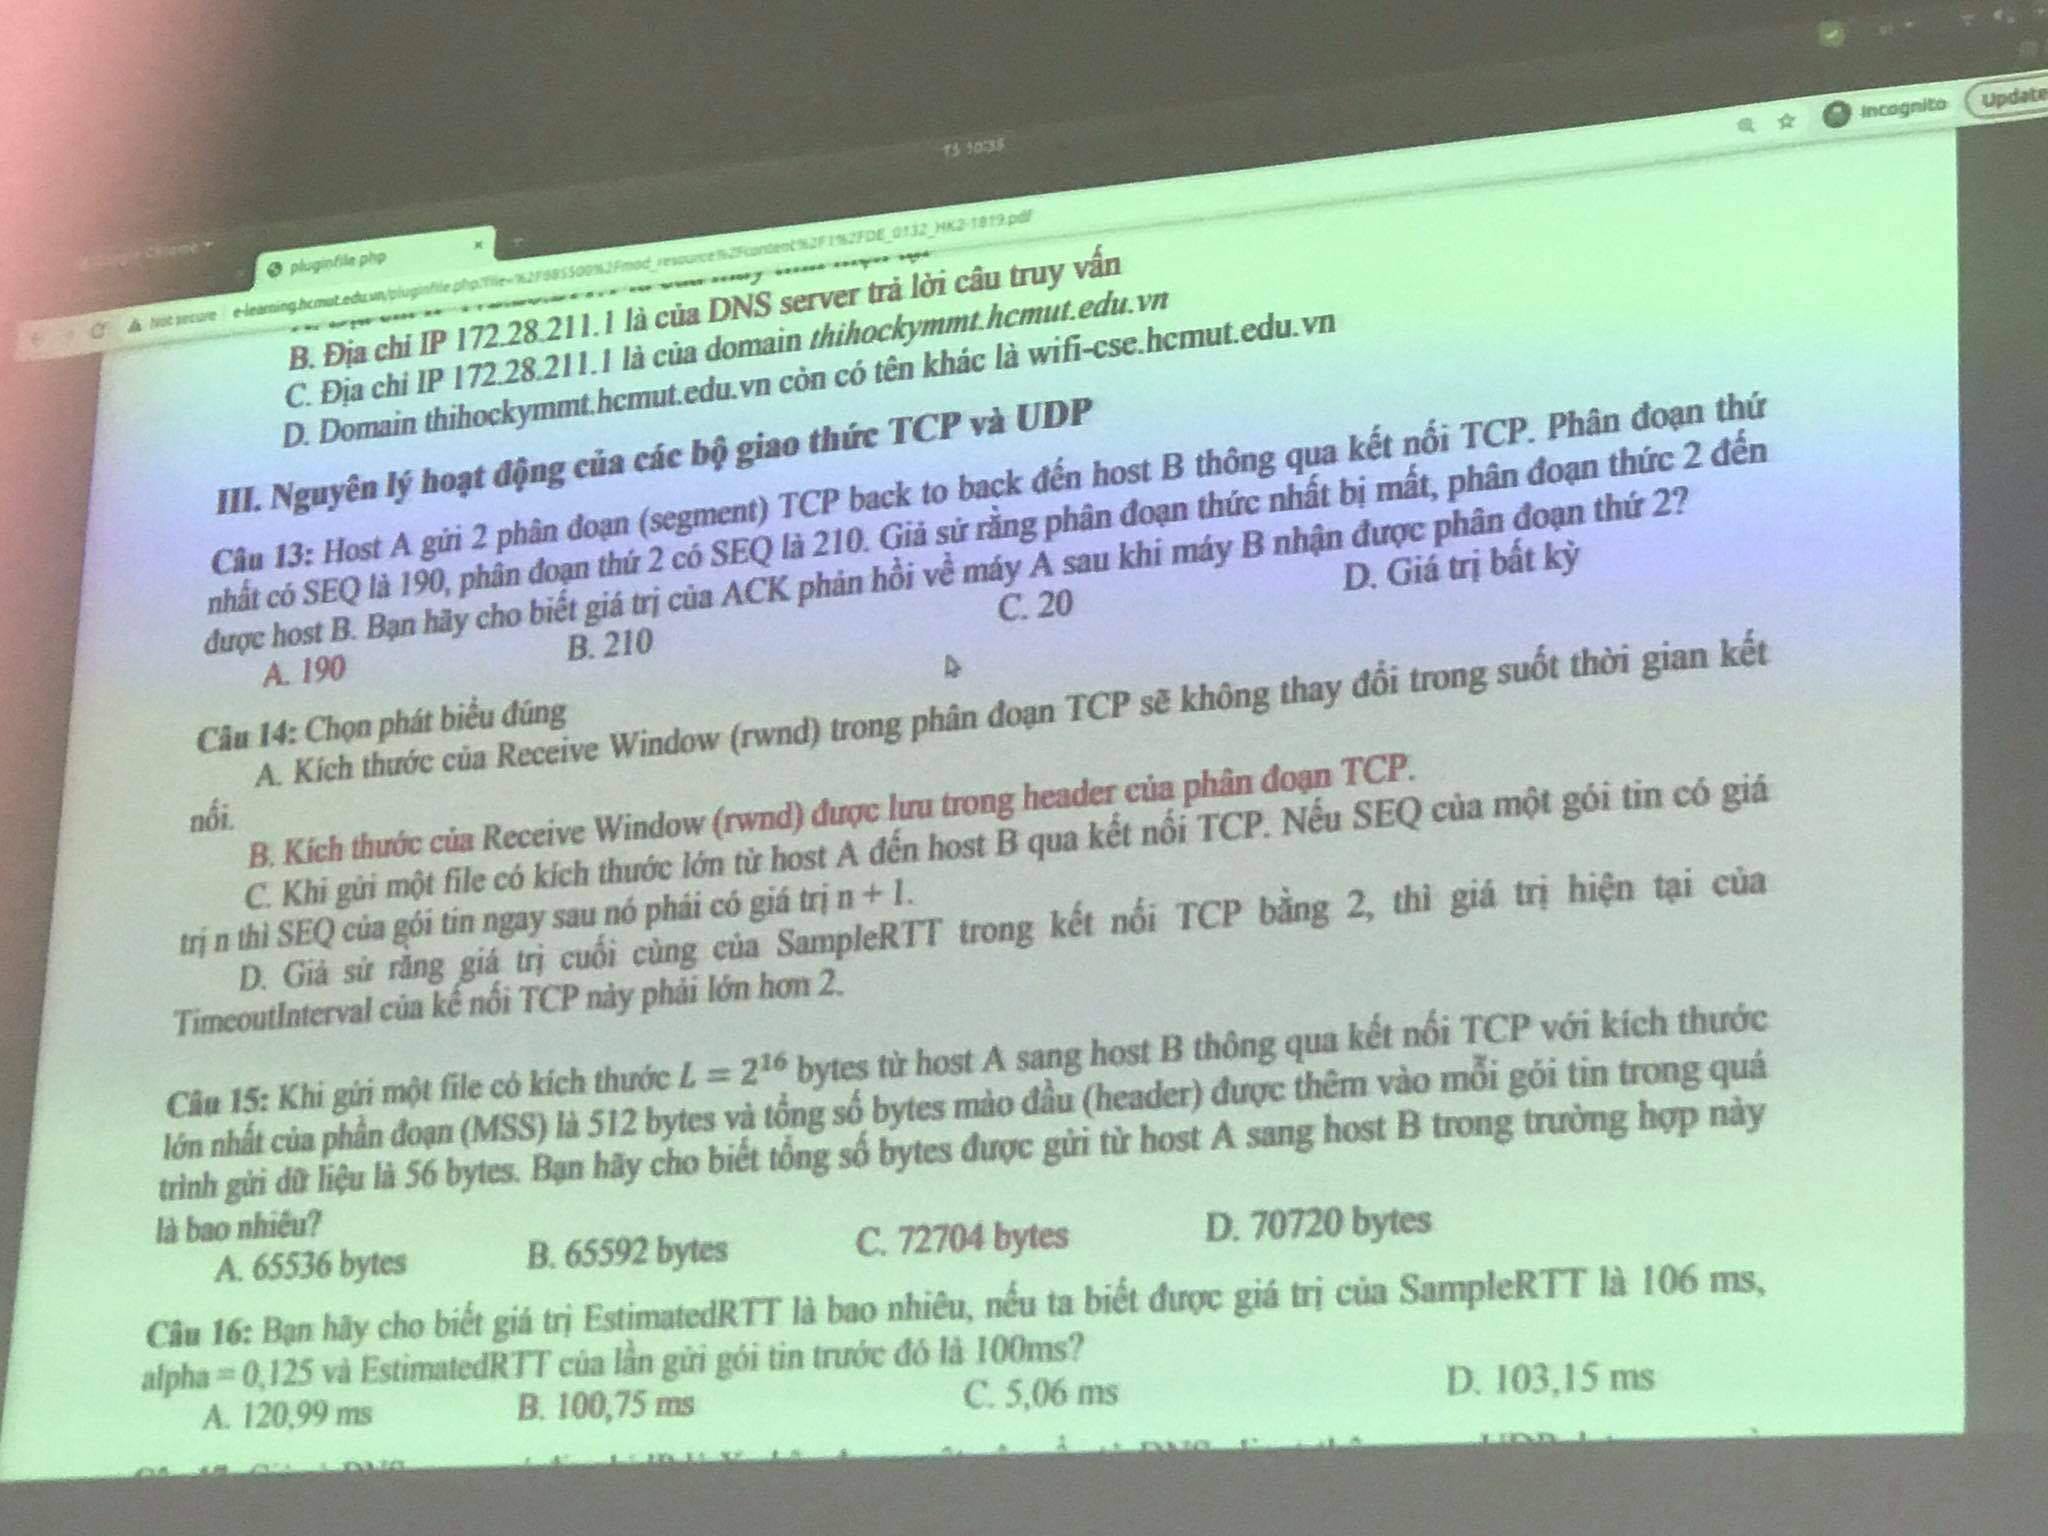 T5 10:35
pluginfile.php
Incognito
Update
Not secure
e-learning.hcmut.edu.vn/pluginfile.php?file=%2F685500%2Fmod_resource%2Fcontent%2F1%2FDE_0132_HK2-1819.pdf
B. Địa chỉ IP 172.28.211.1 là của DNS server trả lời câu truy vấn
C. Địa chỉ IP 172.28.211.1 là của domain thihockymmt.hcmut.edu.vn
D. Domain thihockymmt.hcmut.edu.vn còn có tên khác là wifi-cse.hcmut.edu.vn
III. Nguyên lý hoạt động của các bộ giao thức TCP và UDP
Câu 13: Host A gửi 2 phân đoạn (segment) TCP back to back đến host B thông qua kết nối TCP. Phân đoạn thứ
nhất có SEQ là 190, phân đoạn thứ 2 có SEQ là 210. Giả sử rằng phân đoạn thức nhất bị mất, phân đoạn thức 2 đến
được host B. Bạn hãy cho biết giá trị của ACK phản hồi về máy A sau khi máy B nhận được phân đoạn thứ 2?
A. 190 B. 210 C. 20 D. Giá trị bất kỳ
Câu 14: Chọn phát biểu đúng
A. Kích thước của Receive Window (rwnd) trong phân đoạn TCP sẽ không thay đổi trong suốt thời gian kết
nối.
B. Kích thước của Receive Window (rwnd) được lưu trong header của phân đoạn TCP.
C. Khi gửi một file có kích thước lớn từ host A đến host B qua kết nối TCP. Nếu SEQ của một gói tin có giá
trị n thì SEQ của gói tin ngay sau nó phải có giá trị n + 1.
D. Giả sử rằng giá trị cuối cùng của SampleRTT trong kết nối TCP bằng 2, thì giá trị hiện tại của
TimeoutInterval của kế nối TCP này phải lớn hơn 2.
Câu 15: Khi gửi một file có kích thước L = 2¹⁶ bytes từ host A sang host B thông qua kết nối TCP với kích thước
lớn nhất của phần đoạn (MSS) là 512 bytes và tổng số bytes mào đầu (header) được thêm vào mỗi gói tin trong quá
trình gửi dữ liệu là 56 bytes. Bạn hãy cho biết tổng số bytes được gửi từ host A sang host B trong trường hợp này
là bao nhiêu?
A. 65536 bytes B. 65592 bytes C. 72704 bytes D. 70720 bytes
Câu 16: Bạn hãy cho biết giá trị EstimatedRTT là bao nhiêu, nếu ta biết được giá trị của SampleRTT là 106 ms,
alpha = 0,125 và EstimatedRTT của lần gửi gói tin trước đó là 100ms?
A. 120,99 ms B. 100,75 ms C. 5,06 ms D. 103,15 ms